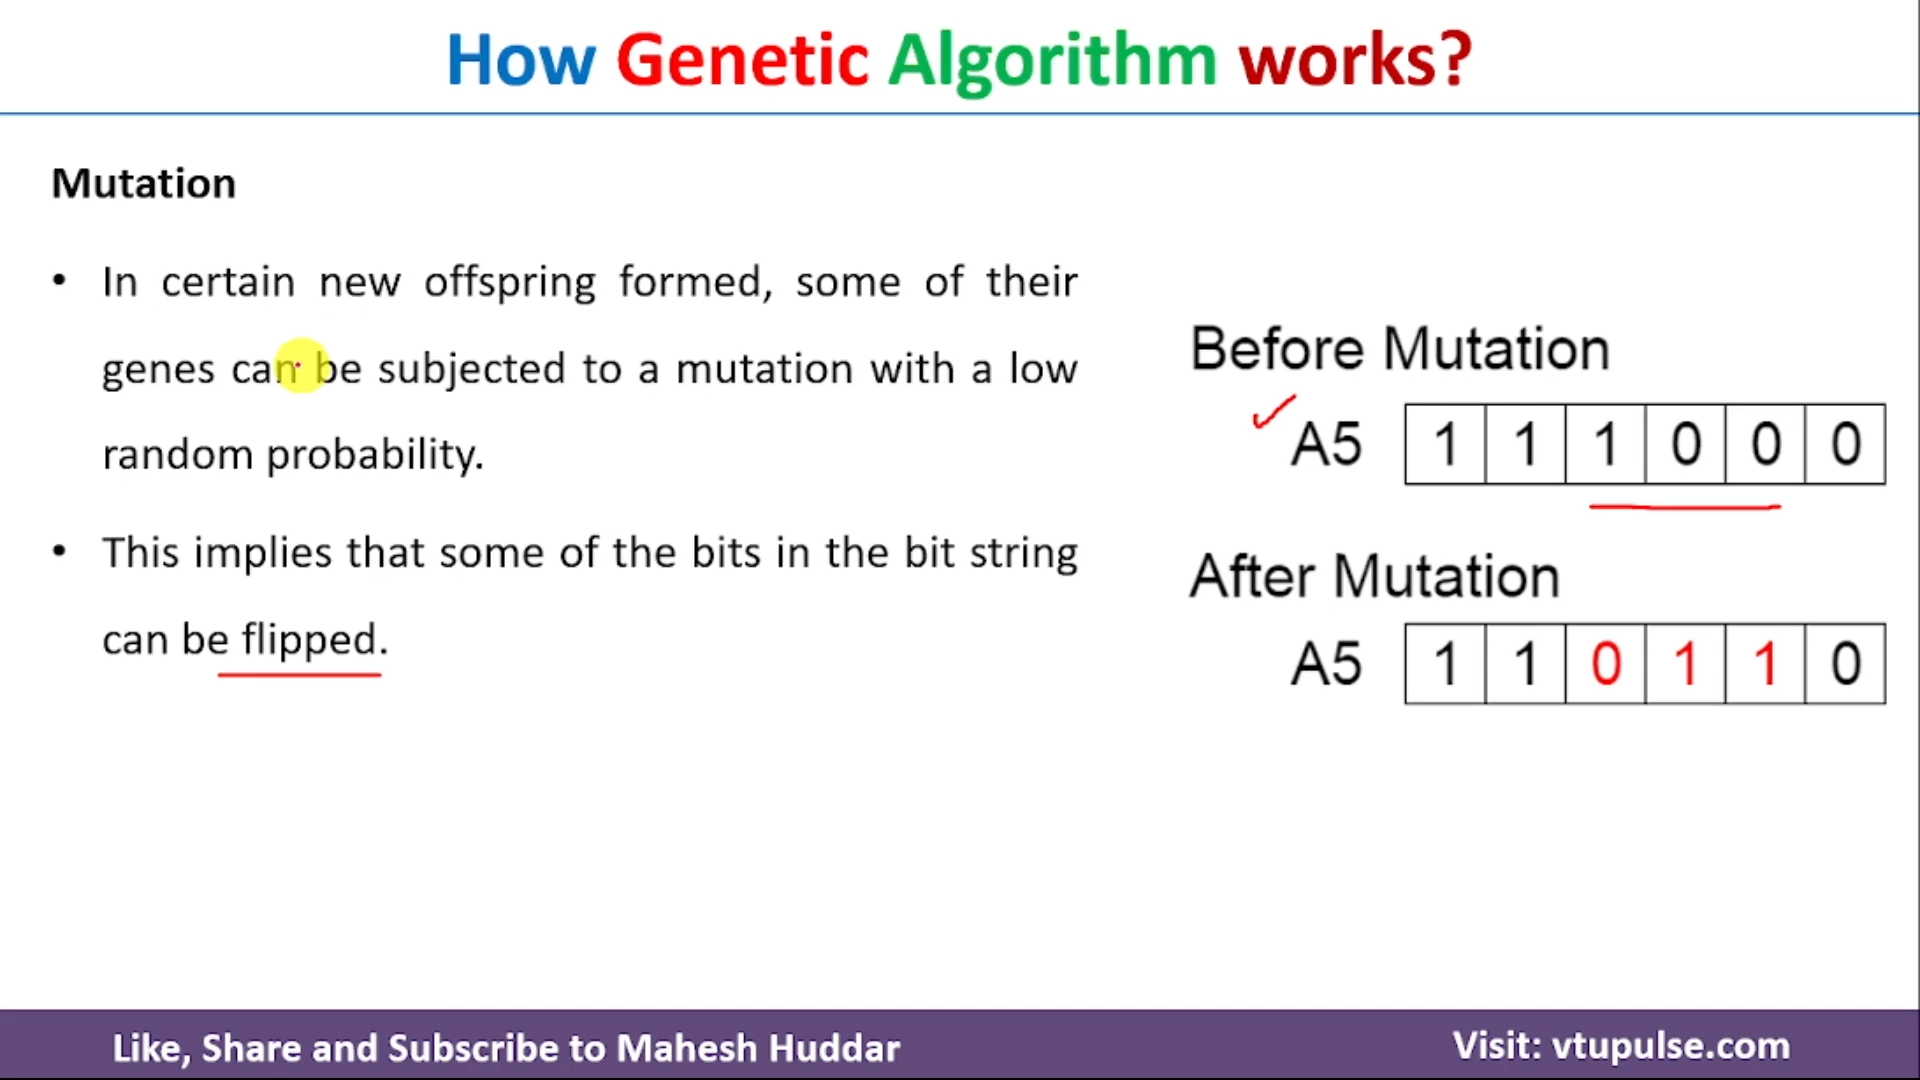 How Genetic Algorithm works?
Mutation
• In certain new offspring formed, some of their
genes can be subjected to a mutation with a low
random probability.
• This implies that some of the bits in the bit string
can be flipped.
Before Mutation
A5 1 1 1 0 0 0
After Mutation
A5 1 1 0 1 1 0
Like, Share and Subscribe to Mahesh Huddar
Visit: vtupulse.com